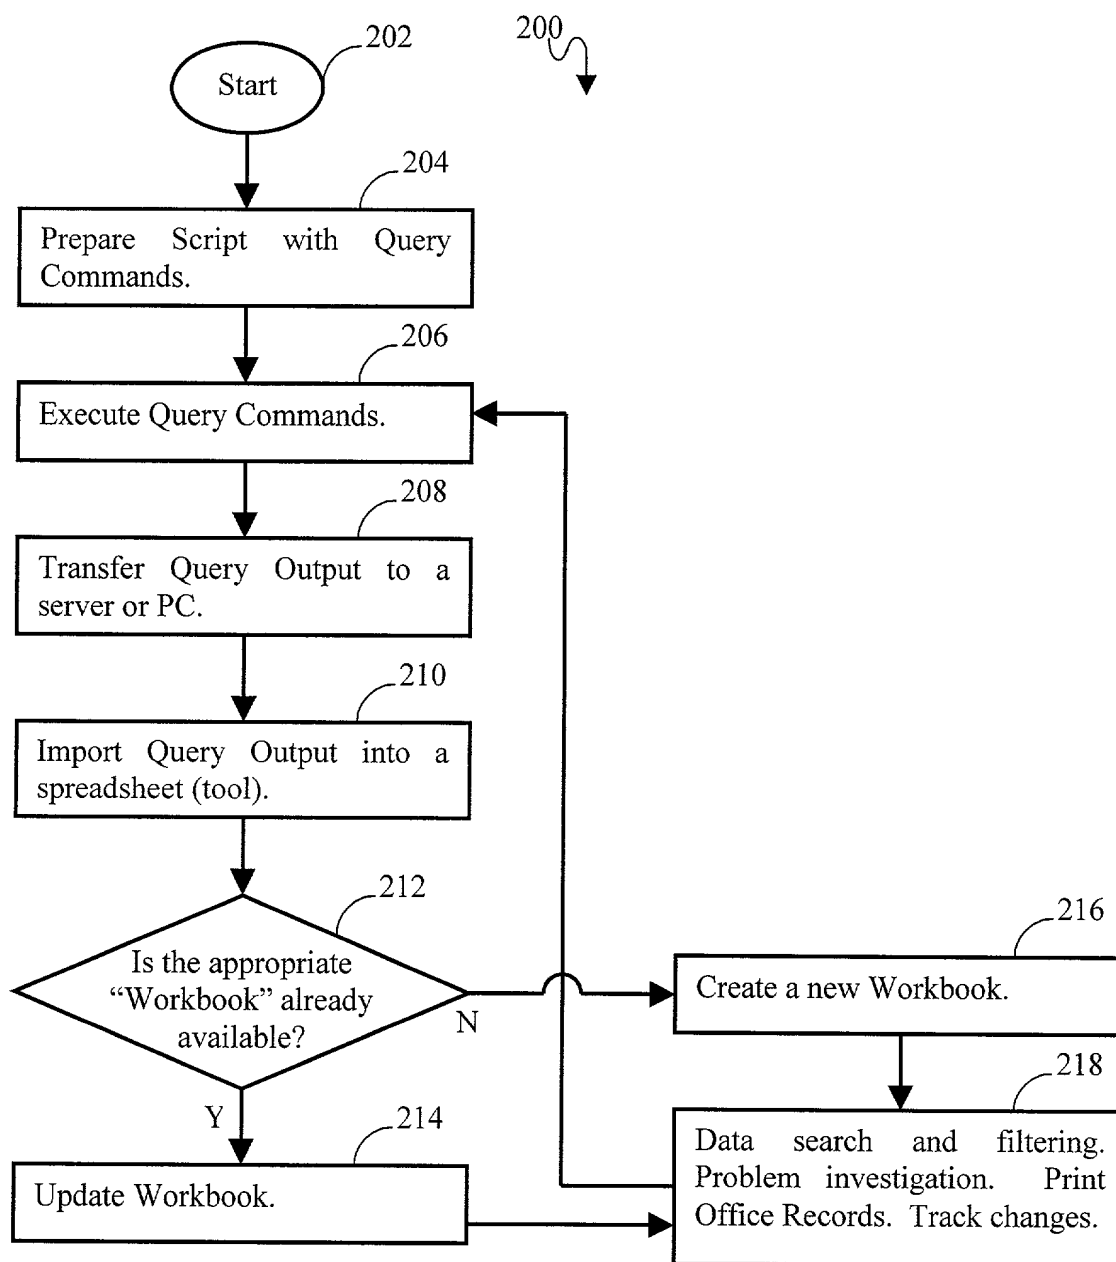 202
200
Start
204
Prepare Script with Query
Commands.
206
Execute Query Commands.
208
Transfer Query Output to a
server or PC.
210
Import Query Output into a
spreadsheet (tool).
212
Is the appropriate
“Workbook” already
available?
N
Y
216
Create a new Workbook.
218
214
Update Workbook.
Data search and filtering.
Problem investigation. Print
Office Records. Track changes.